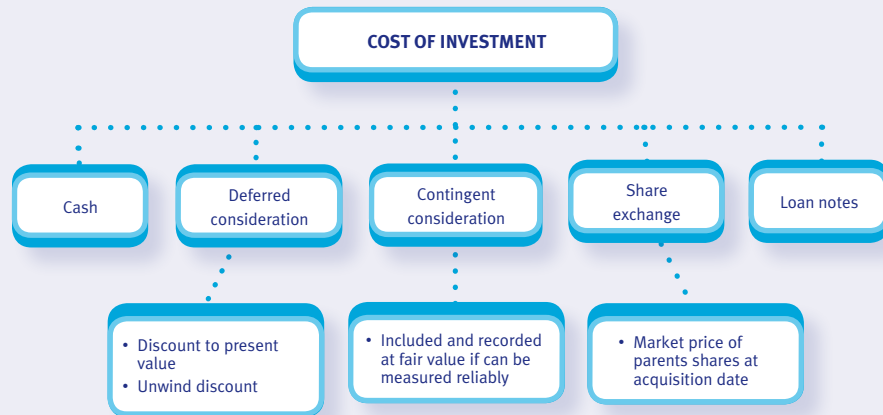 COST OF INVESTMENT
Cash
Deferred
consideration
Contingent
consideration
Share
exchange
Loan notes
• Discount to present
value
• Unwind discount
• Included and recorded
at fair value if can be
measured reliably
• Market price of
parents shares at
acquisition date